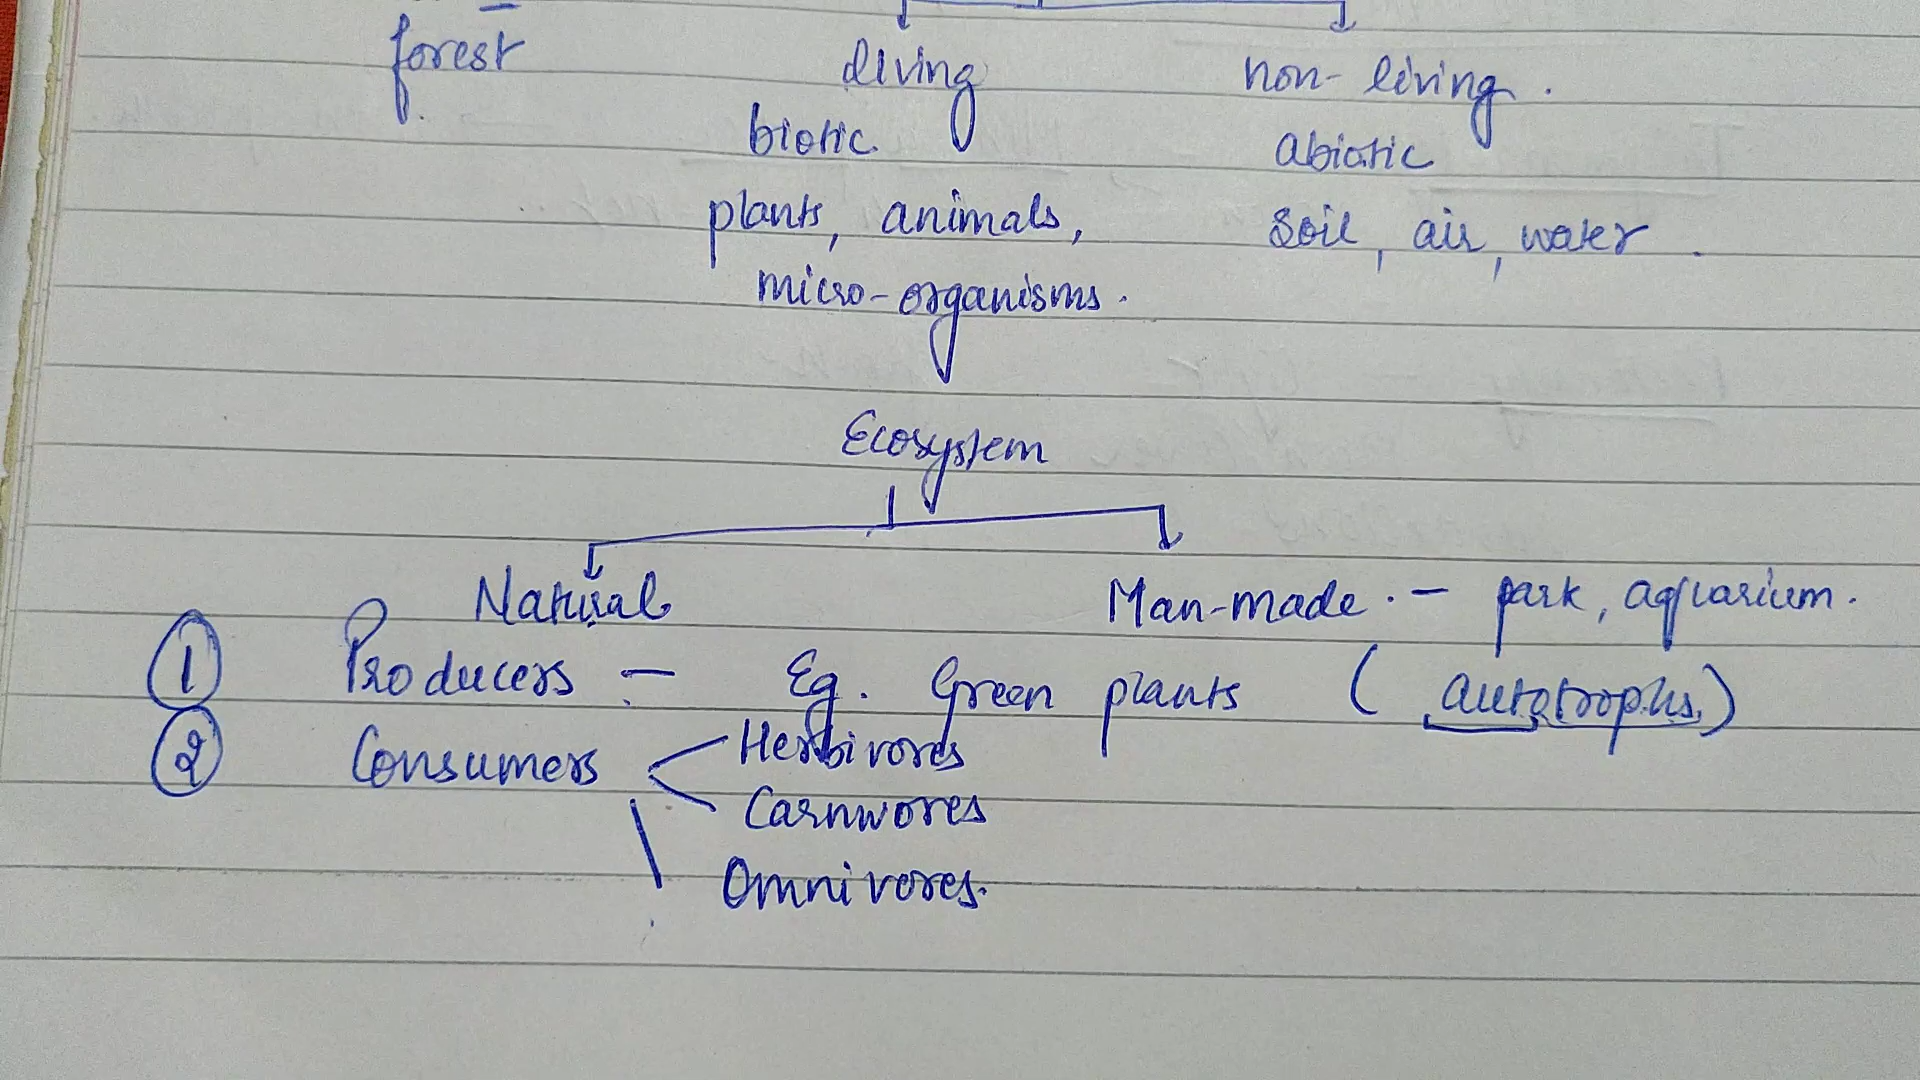 forest living non-living.
biotic abiotic
plants, animals, soil, air, water.
micro-organisms.
Ecosystem
Natural Man-made. - park, aquarium.
1 Producers - Eg. Green plants (autotrophs)
2 Consumers Herbivores
Carnivores
Omnivores.